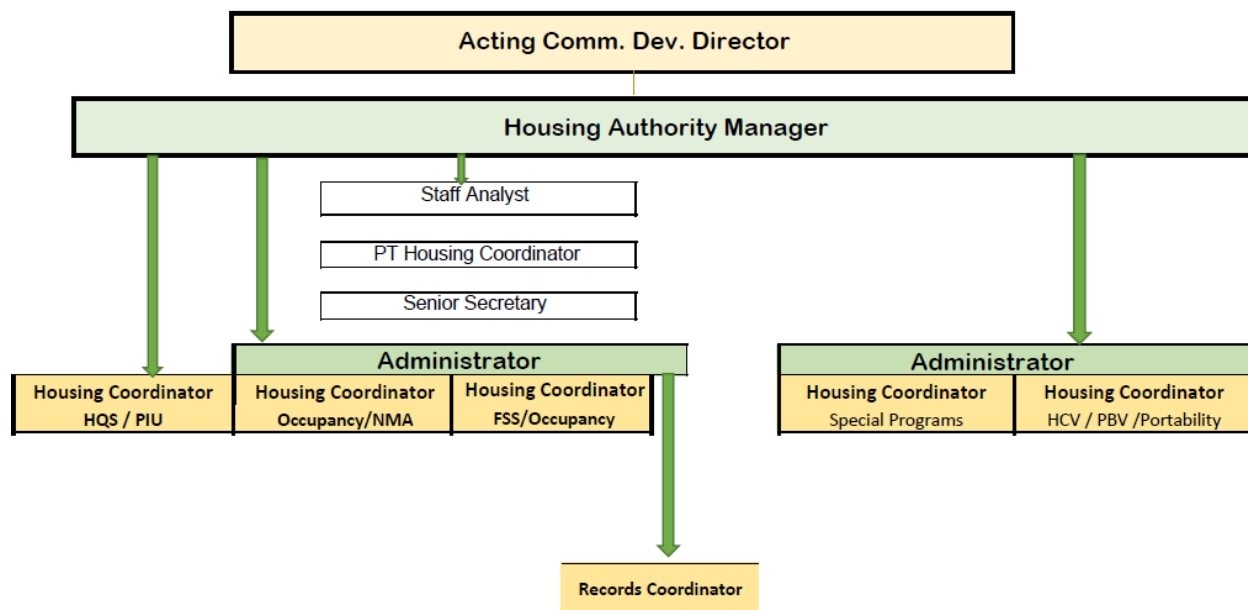 Acting Comm. Dev. Director
Housing Authority Manager
Staff Analyst
PT Housing Coordinator
Senior Secretary
Administrator
Housing Coordinator
HQS / PIU
Housing Coordinator
Occupancy/NMA
Housing Coordinator
FSS/Occupancy
Administrator
Housing Coordinator
Special Programs
Housing Coordinator
HCV / PBV /Portability
Records Coordinator